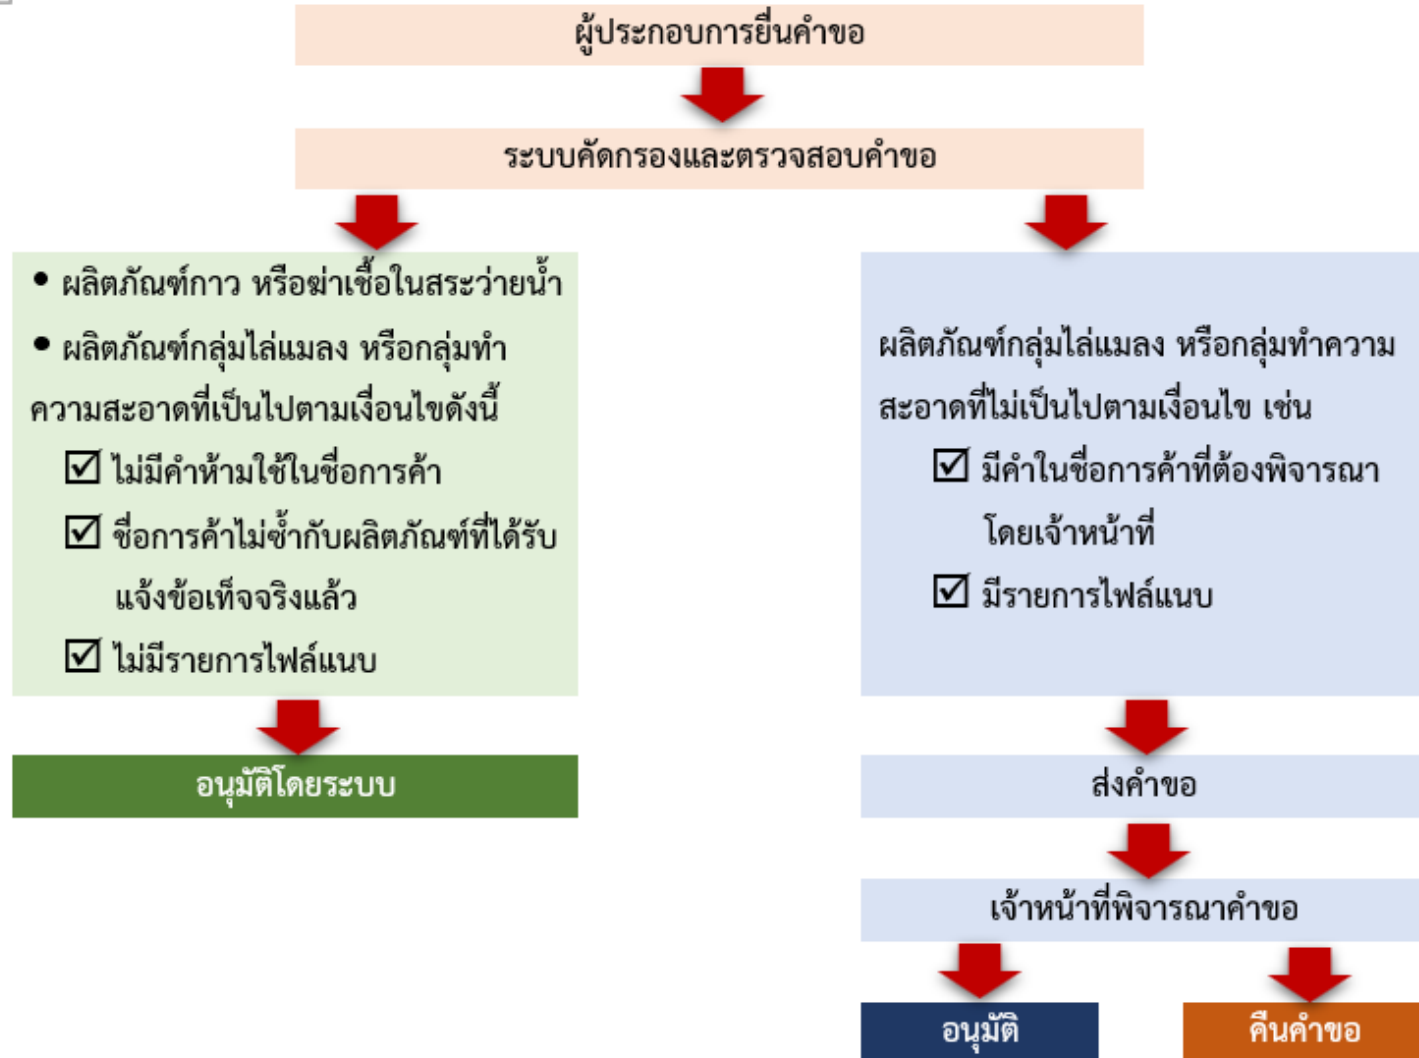 ผู้ประกอบการยื่นคำขอ
ระบบคัดกรองและตรวจสอบคำขอ
• ผลิตภัณฑ์กาว หรือฆ่าเชื้อในสระว่ายน้ำ
• ผลิตภัณฑ์กลุ่มไล่แมลง หรือกลุ่มทำ
ความสะอาดที่เป็นไปตามเงื่อนไขดังนี้
☑ ไม่มีคำห้ามใช้ในชื่อการค้า
☑ ชื่อการค้าไม่ซ้ำกับผลิตภัณฑ์ที่ได้รับ
แจ้งข้อเท็จจริงแล้ว
☑ ไม่มีรายการไฟล์แนบ
อนุมัติโดยระบบ
ผลิตภัณฑ์กลุ่มไล่แมลง หรือกลุ่มทำความ
สะอาดที่ไม่เป็นไปตามเงื่อนไข เช่น
☑ มีคำในชื่อการค้าที่ต้องพิจารณา
โดยเจ้าหน้าที่
☑ มีรายการไฟล์แนบ
ส่งคำขอ
เจ้าหน้าที่พิจารณาคำขอ
อนุมัติ
คืนคำขอ